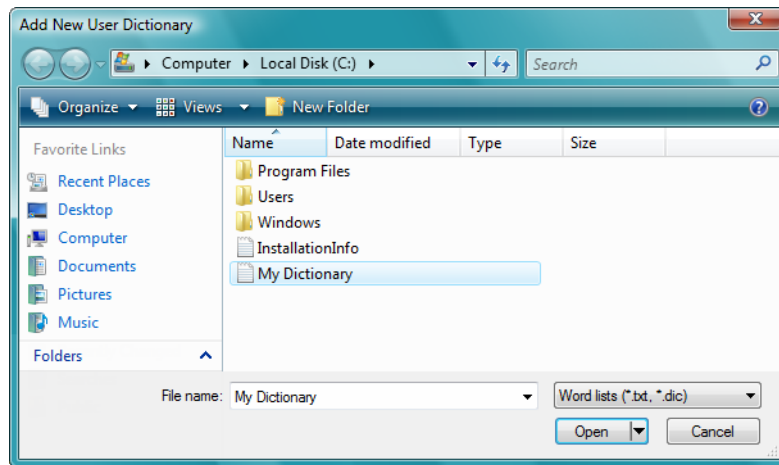 Add New User Dictionary
Computer Local Disk (C:) Search
Organize Views New Folder
Favorite Links
Recent Places
Desktop
Computer
Documents
Pictures
Music
Folders
Name Date modified Type Size
Program Files
Users
Windows
InstallationInfo
My Dictionary
File name: My Dictionary Word lists (*.txt, *.dic)
Open Cancel